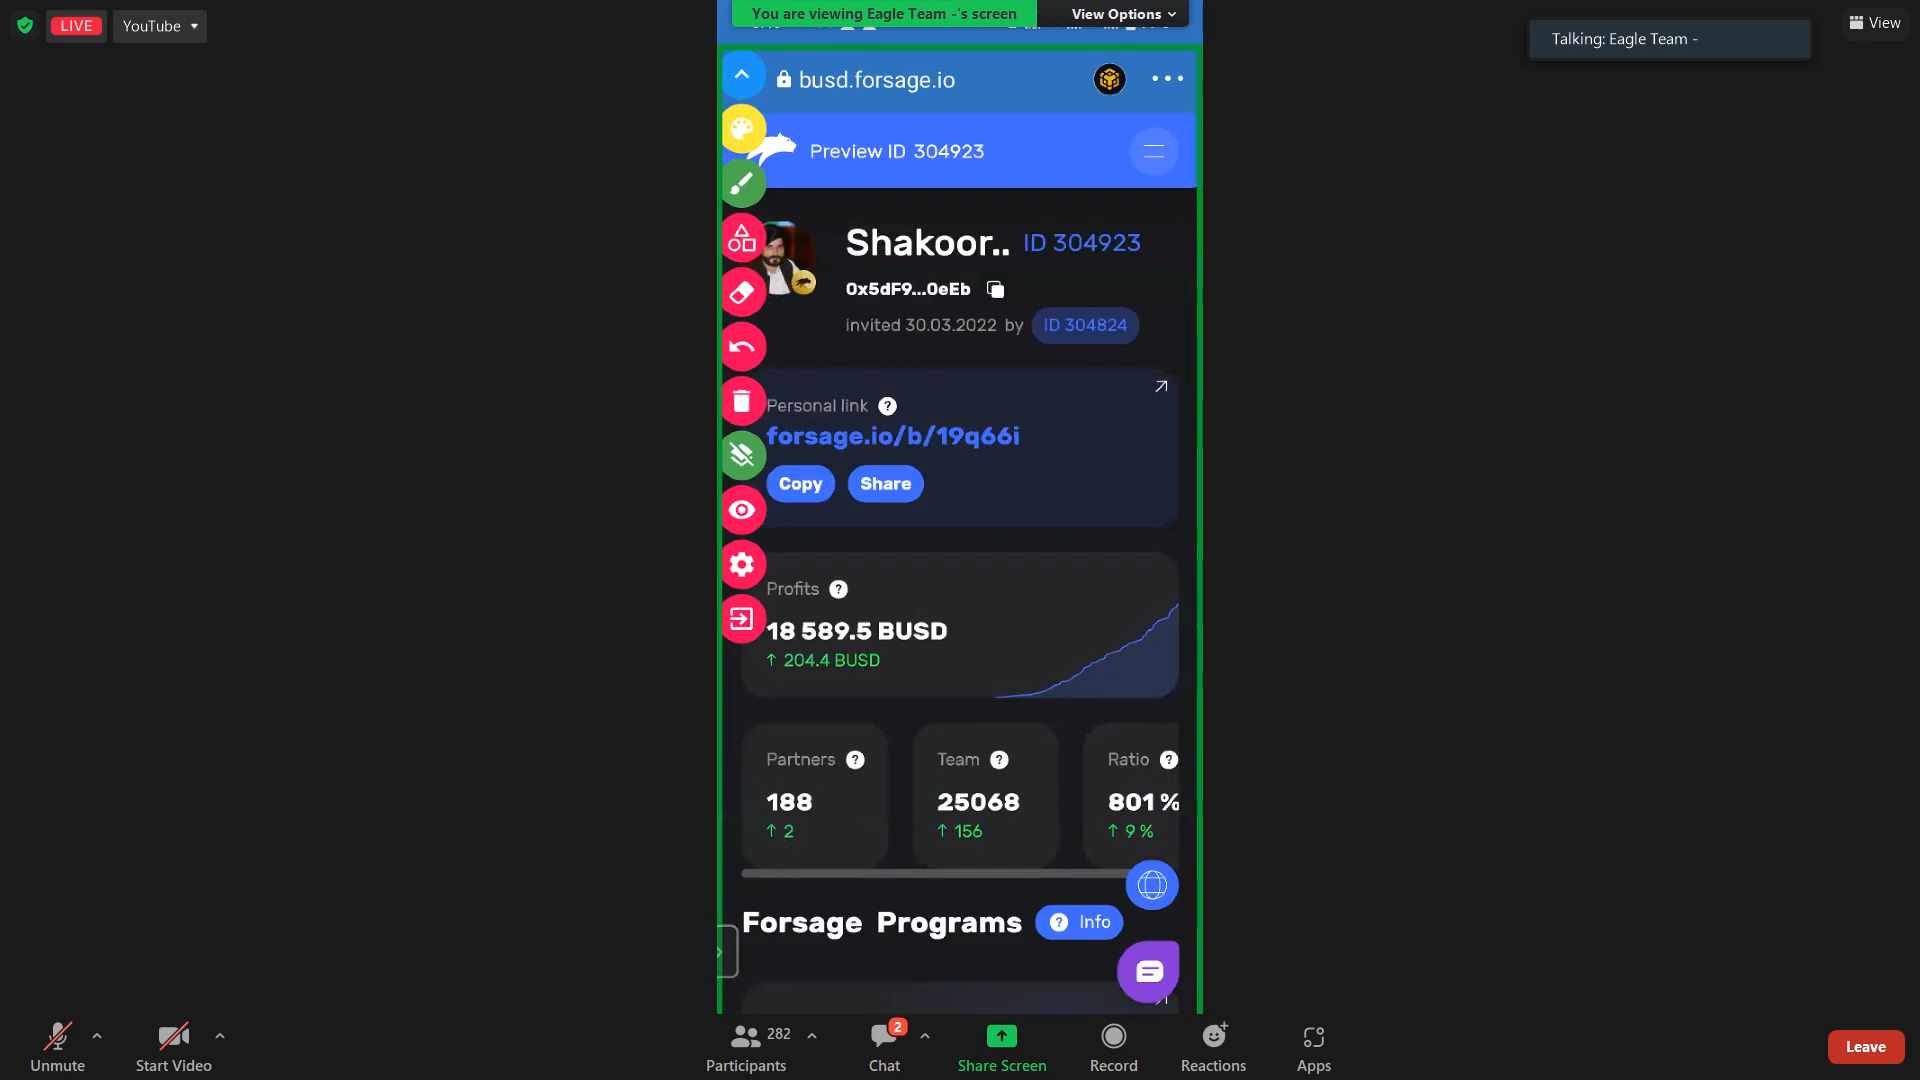 LIVE
YouTube
You are viewing Eagle Team -'s screen
View Options
Talking: Eagle Team -
View
busd.forsage.io
Preview ID 304923
Shakoor.. ID 304923
0x5dF9...0eEb
invited 30.03.2022 by ID 304824
Personal link ?
forsage.io/b/19q66i
Copy Share
Profits ?
18 589.5 BUSD
↑ 204.4 BUSD
Partners ? Team ? Ratio ?
188 25068 801 %
↑ 2 ↑ 156 ↑ 9 %
Forsage Programs ? Info
282 2
Unmute Start Video Participants Chat Share Screen Record Reactions Apps Leave